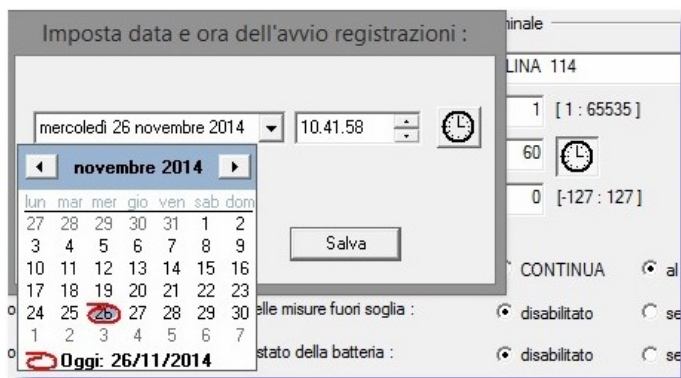 Imposta data e ora dell'avvio registrazioni :
mercoledì 26 novembre 2014
10.41.58
novembre 2014
lun mar mer gio ven sab dom
27 28 29 30 31 1 2
3 4 5 6 7 8 9
10 11 12 13 14 15 16
17 18 19 20 21 22 23
24 25 26 27 28 29 30
1 2 3 4 5 6 7
Oggi: 26/11/2014
Salva
LINA 114
1 [ 1 : 65535 ]
60
0 [-127 : 127 ]
CONTINUA al
elle misure fuori soglia : disabilitato se
stato della batteria : disabilitato se